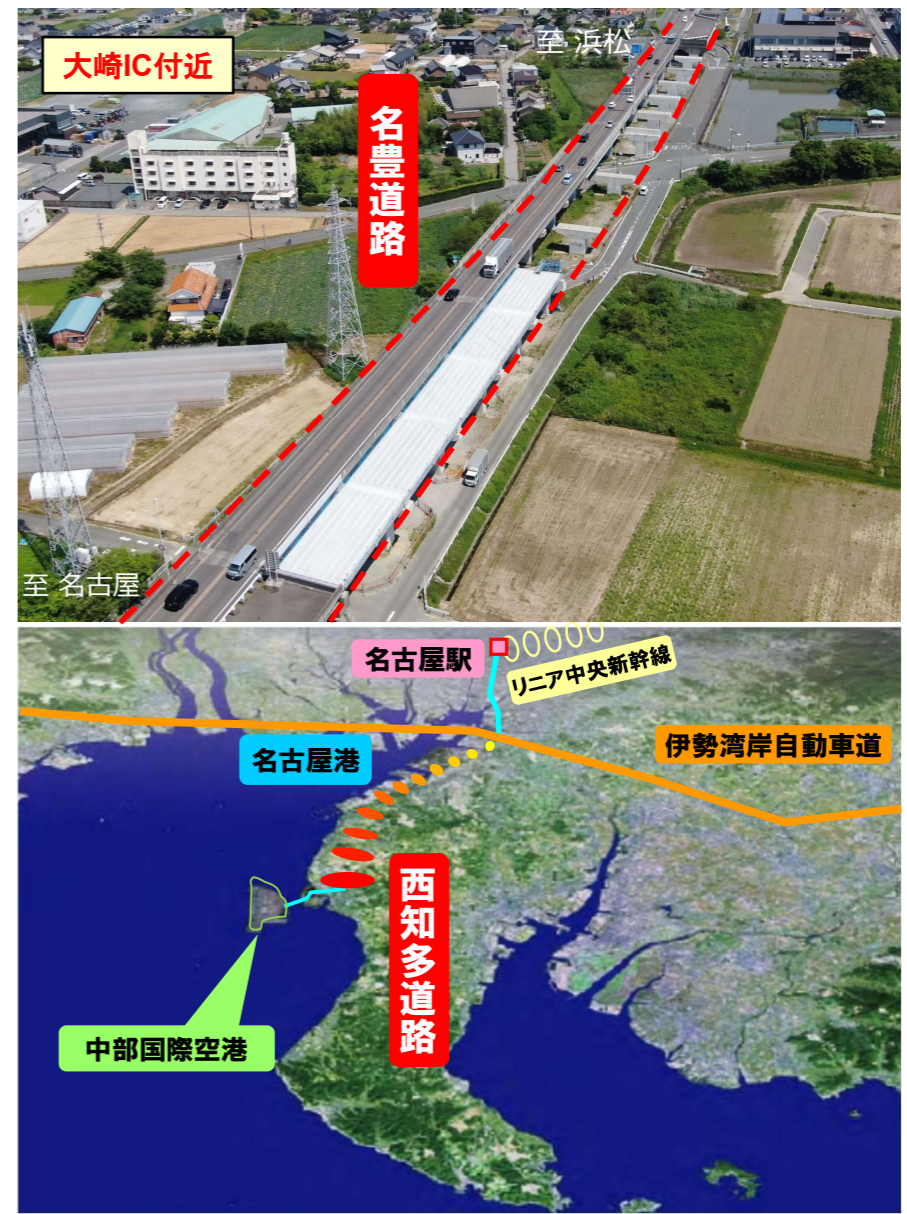 大崎IC付近
至 浜松
名豊道路
至 名古屋
名古屋駅
リニア中央新幹線
名古屋港
伊勢湾岸自動車道
西知多道路
中部国際空港